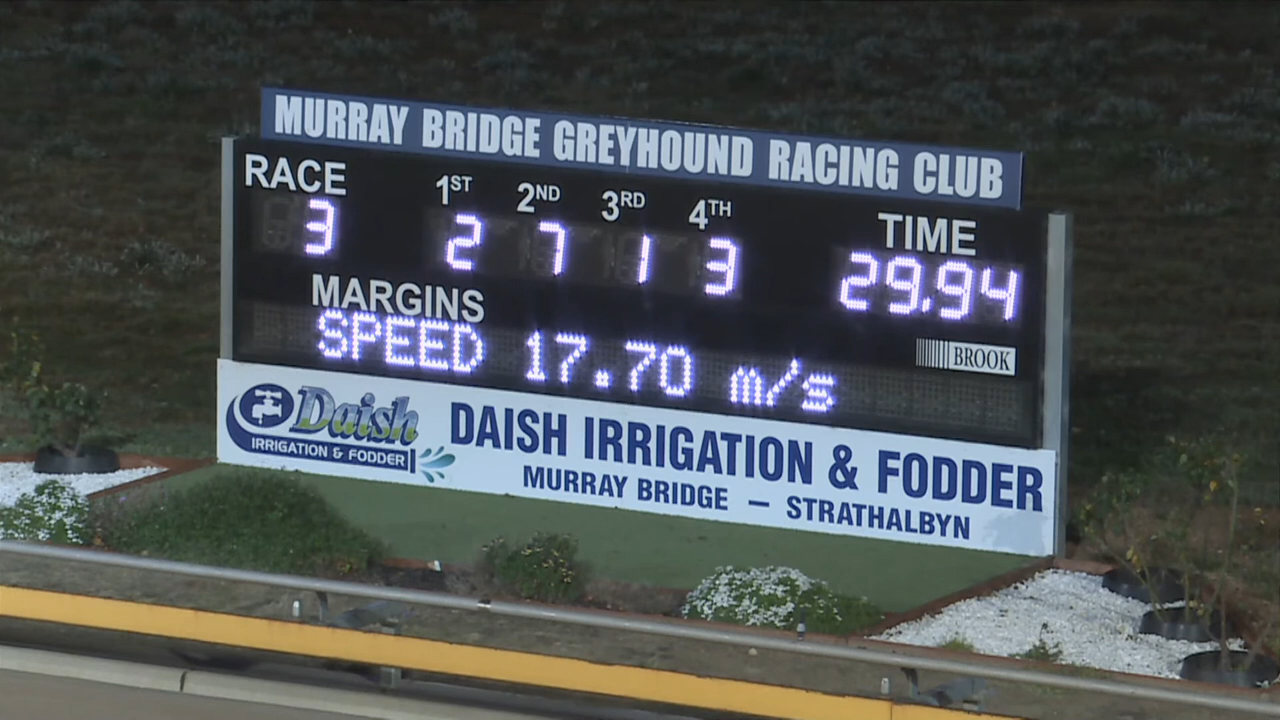 MURRAY BRIDGE GREYHOUND RACING CLUB
RACE 1ST 2ND 3RD 4TH TIME
3 2 7 1 3 29.94
MARGINS
SPEED 17.70 m/s
BROOK
Daish
IRRIGATION & FODDER
DAISH IRRIGATION & FODDER
MURRAY BRIDGE – STRATHALBYN